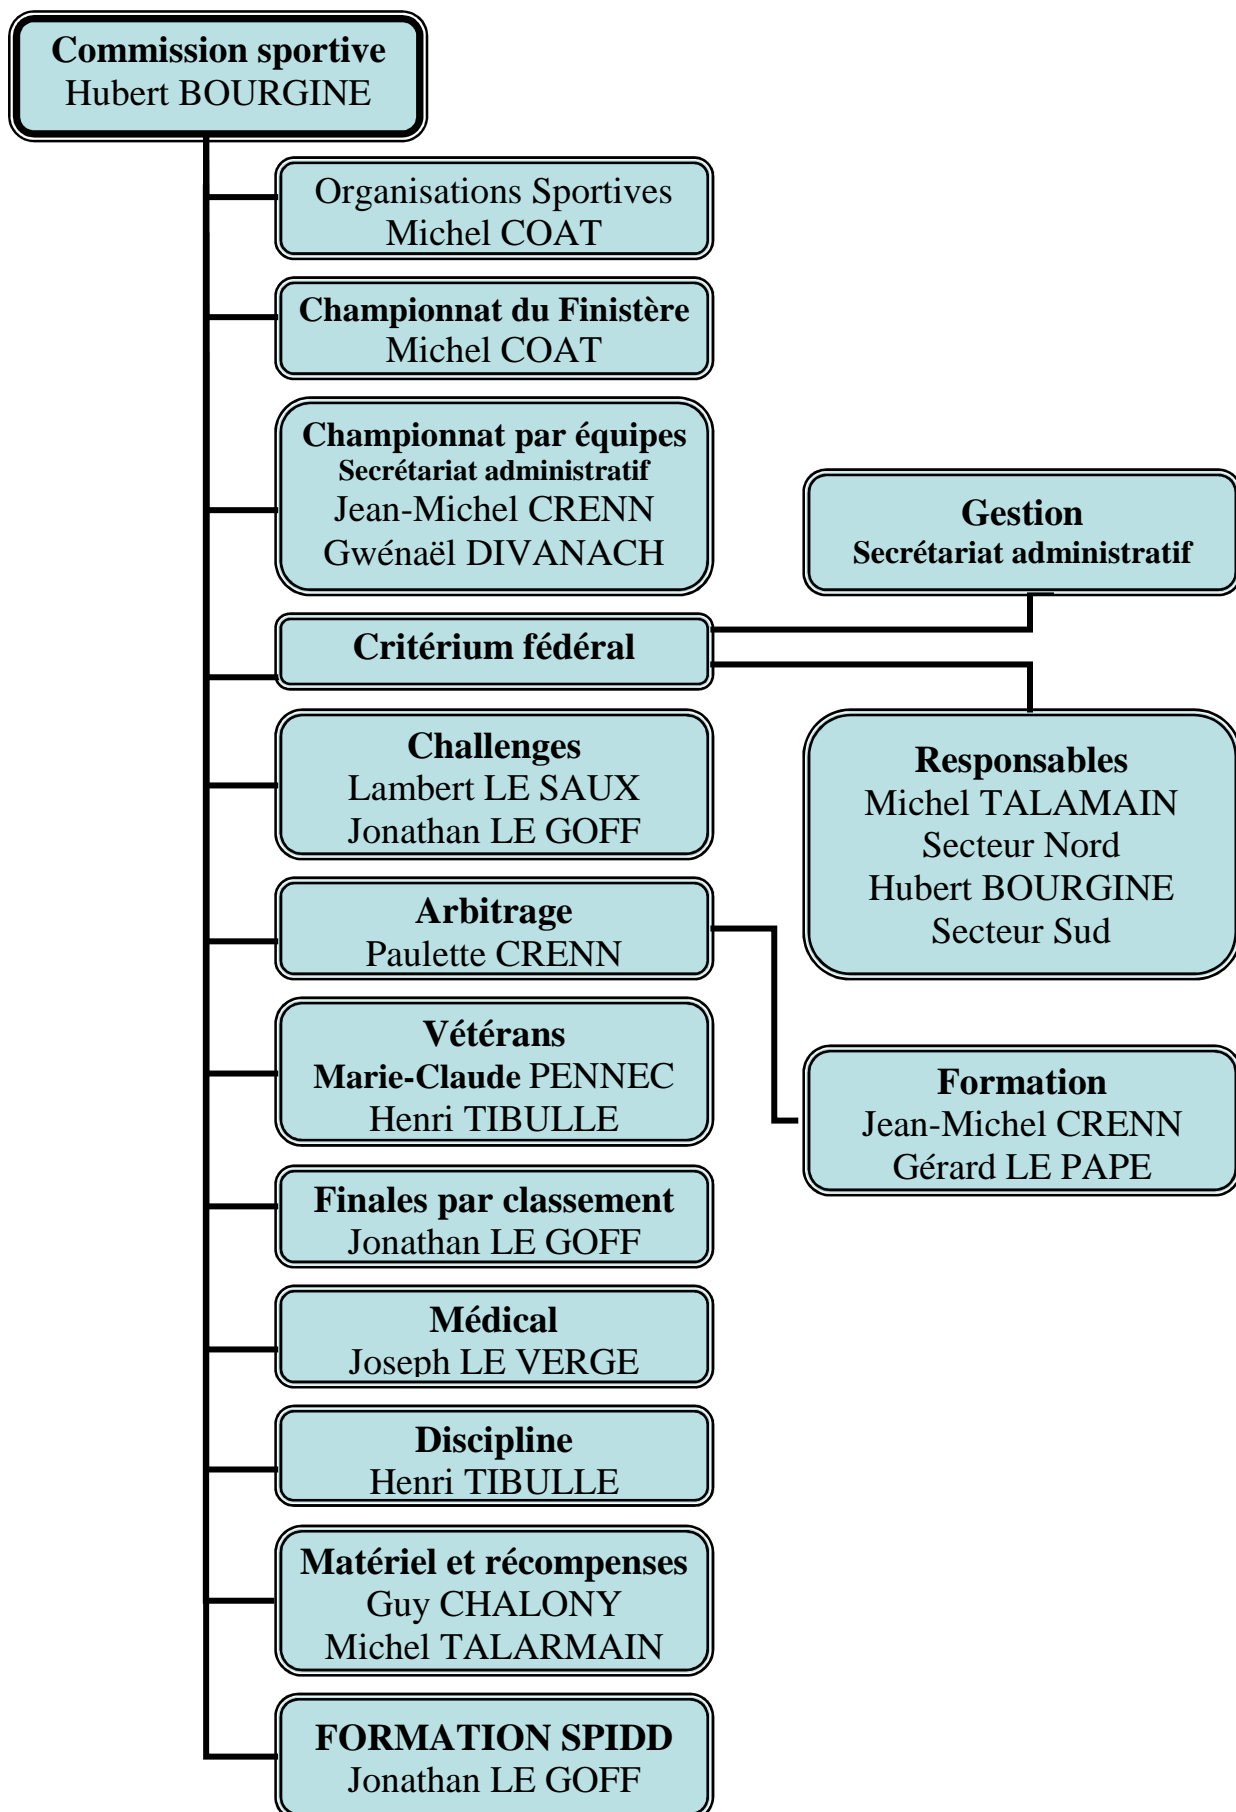 Commission sportive
Hubert BOURGINE
Organisations Sportives
Michel COAT
Championnat du Finistère
Michel COAT
Championnat par équipes
Secrétariat administratif
Jean-Michel CRENN
Gwénaël DIVANACH
Gestion
Secrétariat administratif
Critérium fédéral
Responsables
Michel TALAMAIN
Secteur Nord
Hubert BOURGINE
Secteur Sud
Challenges
Lambert LE SAUX
Jonathan LE GOFF
Arbitrage
Paulette CRENN
Formation
Jean-Michel CRENN
Gérard LE PAPE
Vétérans
Marie-Claude PENNEC
Henri TIBULLE
Finales par classement
Jonathan LE GOFF
Médical
Joseph LE VERGE
Discipline
Henri TIBULLE
Matériel et récompenses
Guy CHALONY
Michel TALARMAIN
FORMATION SPIDD
Jonathan LE GOFF